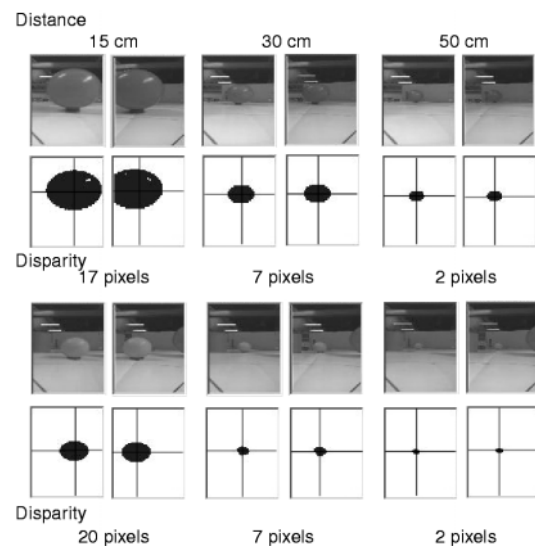 Distance
15 cm 30 cm 50 cm
Disparity
17 pixels 7 pixels 2 pixels
Disparity
20 pixels 7 pixels 2 pixels